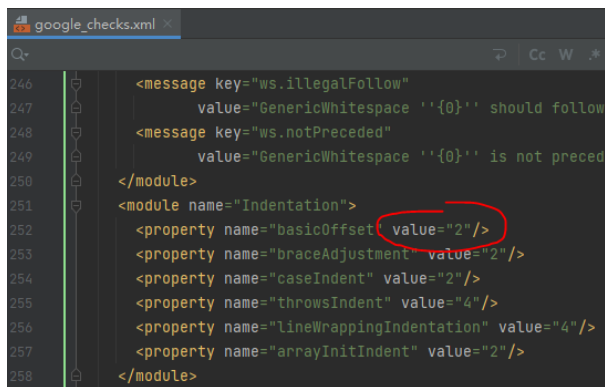 google_checks.xml ×
Cc W .*
246 <message key="ws.illegalFollow"
247 value="GenericWhitespace ''{0}'' should follow
248 <message key="ws.notPreceded"
249 value="GenericWhitespace ''{0}'' is not preced
250 </module>
251 <module name="Indentation">
252 <property name="basicOffset" value="2"/>
253 <property name="braceAdjustment" value="2"/>
254 <property name="caseIndent" value="2"/>
255 <property name="throwsIndent" value="4"/>
256 <property name="lineWrappingIndentation" value="4"/>
257 <property name="arrayInitIndent" value="2"/>
258 </module>